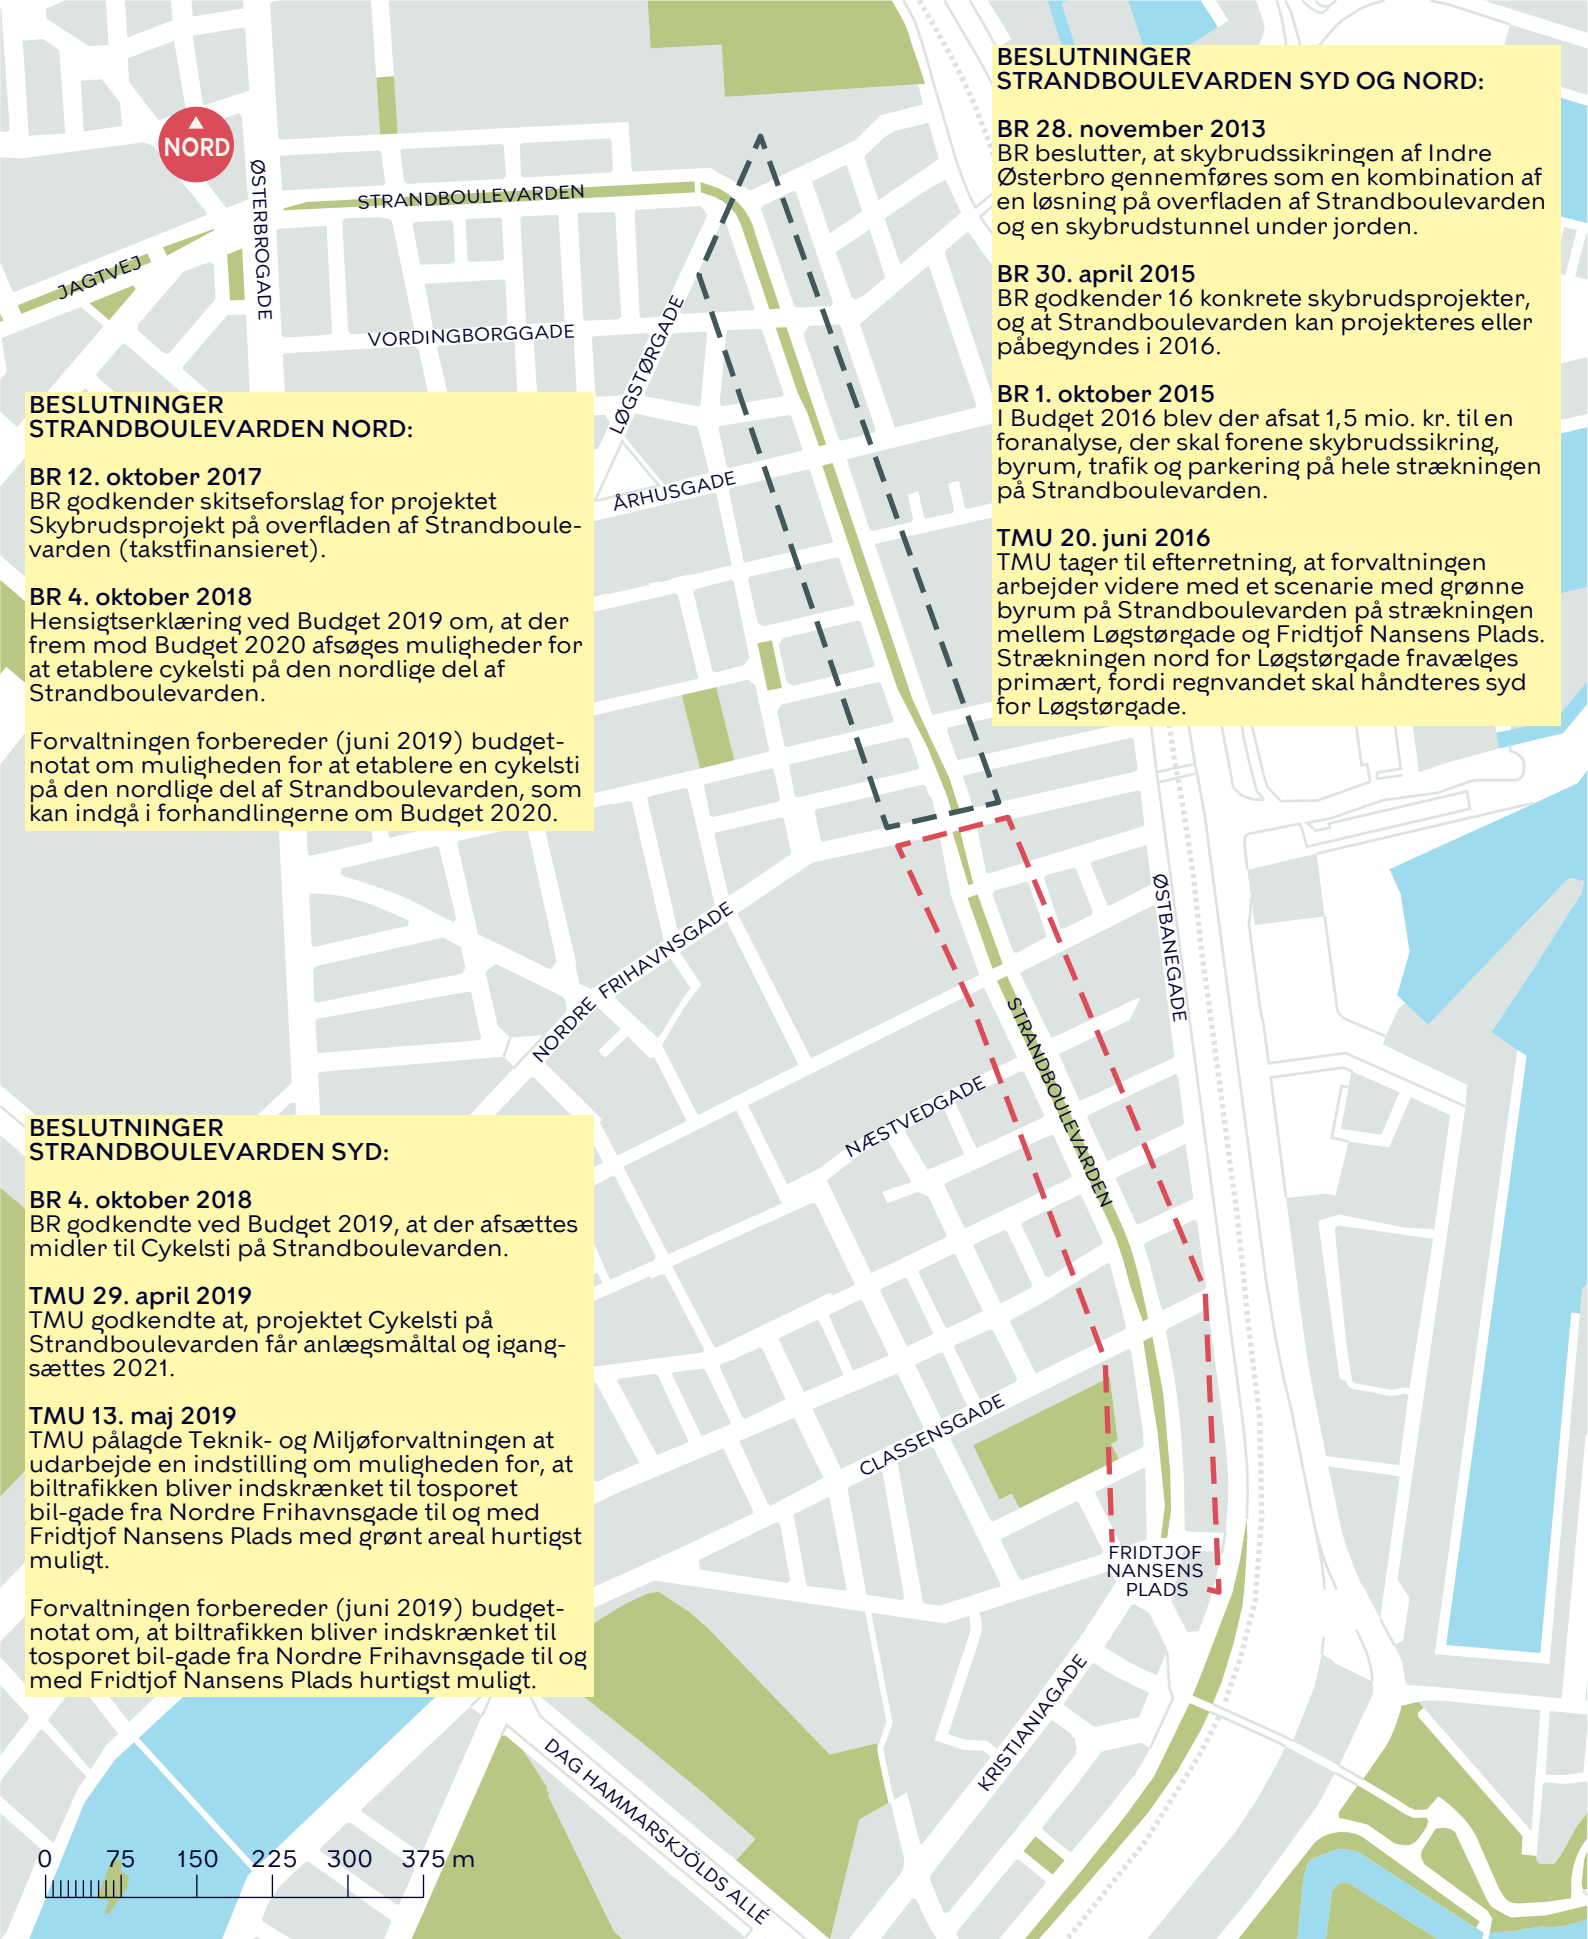 BESLUTNINGER
STRANDBOULEVARDEN SYD OG NORD:
BR 28. november 2013
BR beslutter, at skybrudssikringen af Indre
Østerbro gennemføres som en kombination af
en løsning på overfladen af Strandboulevarden
og en skybrudstunnel under jorden.
BR 30. april 2015
BR godkender 16 konkrete skybrudsprojekter,
og at Strandboulevarden kan projekteres eller
påbegyndes i 2016.
BR 1. oktober 2015
I Budget 2016 blev der afsat 1,5 mio. kr. til en
foranalyse, der skal forene skybrudssikring,
byrum, trafik og parkering på hele strækningen
på Strandboulevarden.
TMU 20. juni 2016
TMU tager til efterretning, at forvaltningen
arbejder videre med et scenarie med grønne
byrum på Strandboulevarden på strækningen
mellem Løgstørgade og Fridtjof Nansens Plads.
Strækningen nord for Løgstørgade fravælges
primært, fordi regnvandet skal håndteres syd
for Løgstørgade.
NORD
ØSTERBROGADE
STRANDBOULEVARDEN
JAGTVEJ
VORDINGBORGGADE
LØGSTØRGADE
ÅRHUSGADE
BESLUTNINGER
STRANDBOULEVARDEN NORD:
BR 12. oktober 2017
BR godkender skitseforslag for projektet
Skybrudsprojekt på overfladen af Strandboule-
varden (takstfinansieret).
BR 4. oktober 2018
Hensigtserklæring ved Budget 2019 om, at der
frem mod Budget 2020 afsøges muligheder for
at etablere cykelsti på den nordlige del af
Strandboulevarden.
Forvaltningen forbereder (juni 2019) budget-
notat om muligheden for at etablere en cykelsti
på den nordlige del af Strandboulevarden, som
kan indgå i forhandlingerne om Budget 2020.
NORDRE FRIHAVNSGADE
ØSTBANEGADE
STRANDBOULEVARDEN
NÆSTVEDGADE
BESLUTNINGER
STRANDBOULEVARDEN SYD:
BR 4. oktober 2018
BR godkendte ved Budget 2019, at der afsættes
midler til Cykelsti på Strandboulevarden.
TMU 29. april 2019
TMU godkendte at, projektet Cykelsti på
Strandboulevarden får anlægsmåltal og igang-
sættes 2021.
TMU 13. maj 2019
TMU pålagde Teknik- og Miljøforvaltningen at
udarbejde en indstilling om muligheden for, at
biltrafikken bliver indskrænket til tosporet
bil-gade fra Nordre Frihavnsgade til og med
Fridtjof Nansens Plads med grønt areal hurtigst
muligt.
Forvaltningen forbereder (juni 2019) budget-
notat om, at biltrafikken bliver indskrænket til
tosporet bil-gade fra Nordre Frihavnsgade til og
med Fridtjof Nansens Plads hurtigst muligt.
CLASSENSGADE
FRIDTJOF
NANSENS
PLADS
KRISTIANIAGADE
DAG HAMMARSKJÖLDS ALLÉ
0 75 150 225 300 375 m